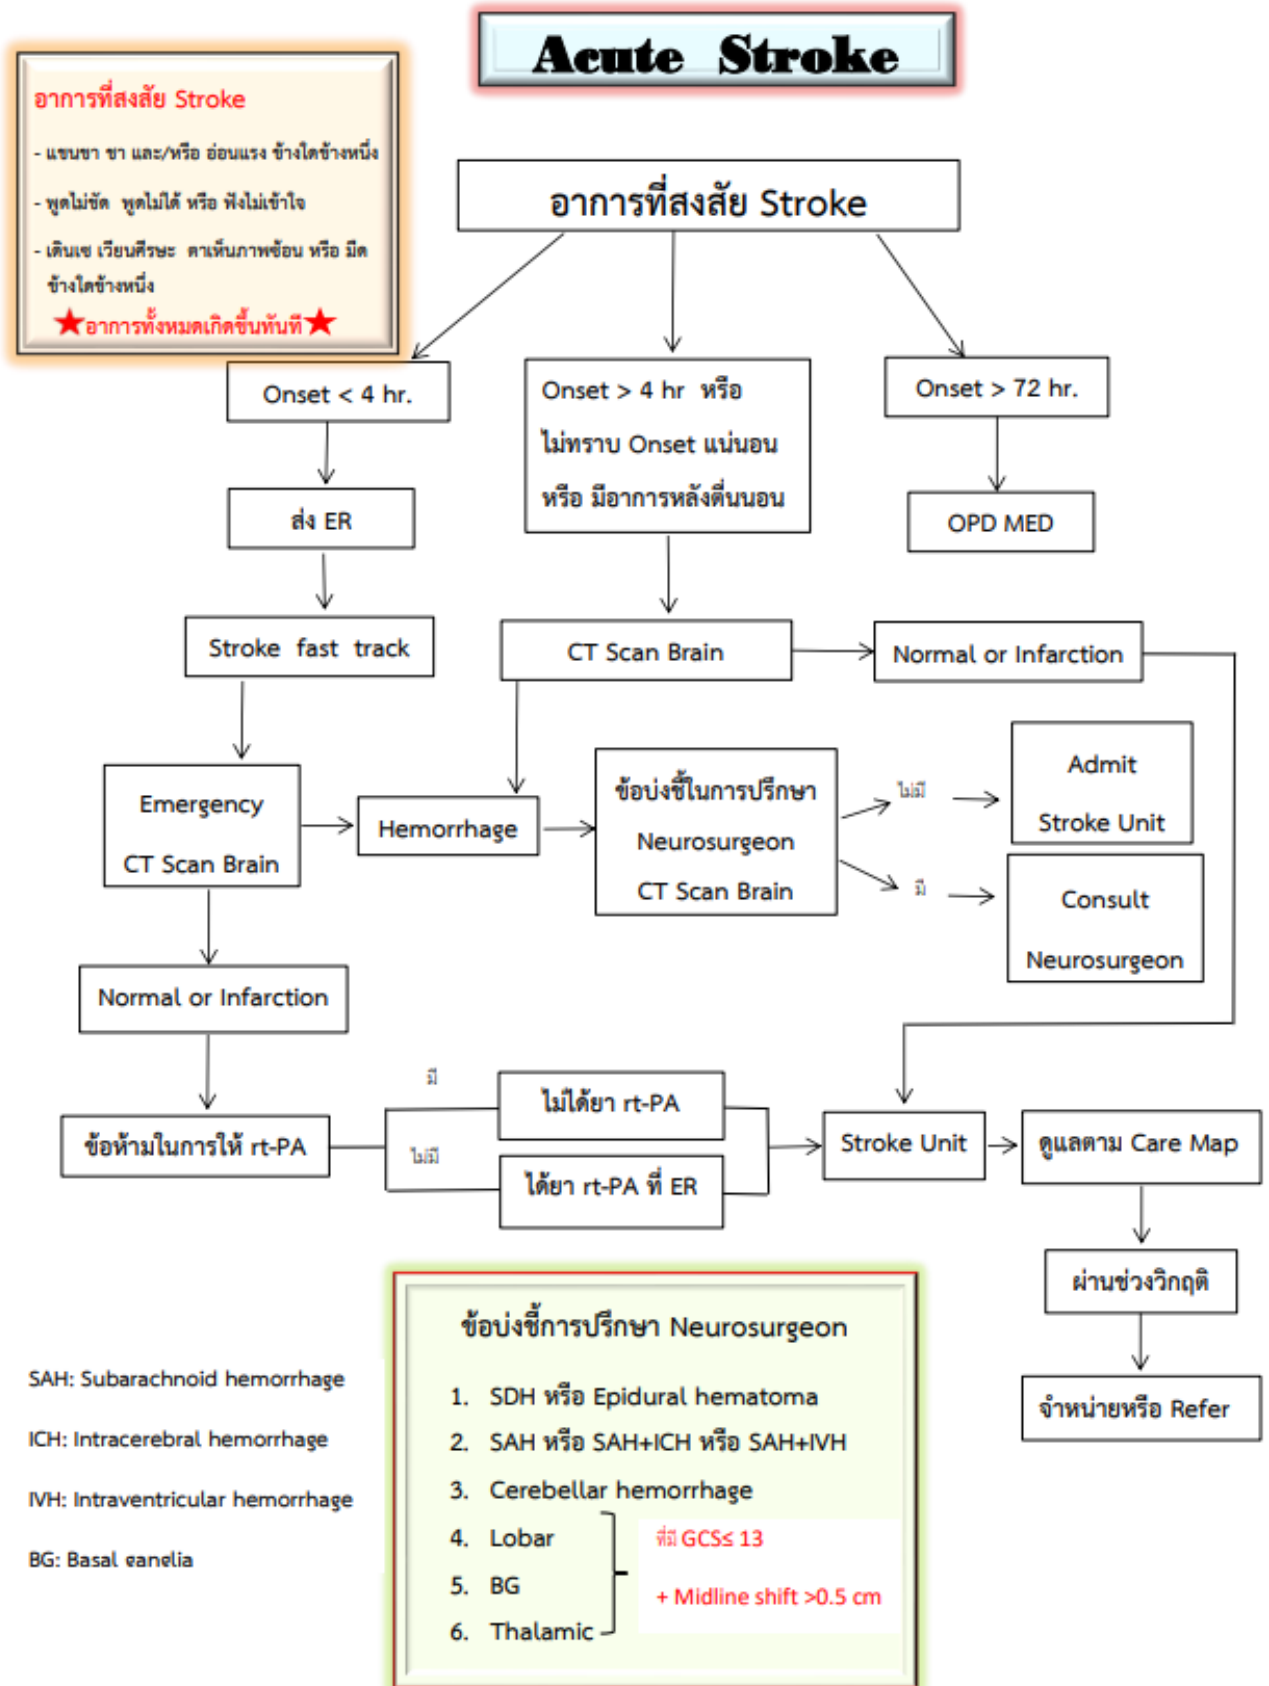 Acute Stroke
อาการที่สงสัย Stroke
- แขนขา ชา และ/หรือ อ่อนแรง ข้างใดข้างหนึ่ง
- พูดไม่ชัด พูดไม่ได้ หรือ ฟังไม่เข้าใจ
- เดินเซ เวียนศีรษะ ตาเห็นภาพซ้อน หรือ มืด
ข้างใดข้างหนึ่ง
★อาการทั้งหมดเกิดขึ้นทันที★
อาการที่สงสัย Stroke
Onset < 4 hr.
Onset > 4 hr หรือ
ไม่ทราบ Onset แน่นอน
หรือ มีอาการหลังตื่นนอน
Onset > 72 hr.
ส่ง ER
OPD MED
Stroke fast track
CT Scan Brain
Normal or Infarction
Emergency
CT Scan Brain
Hemorrhage
ข้อบ่งชี้ในการปรึกษา
Neurosurgeon
CT Scan Brain
ไม่มี
Admit
Stroke Unit
มี
Consult
Neurosurgeon
Normal or Infarction
ข้อห้ามในการให้ rt-PA
มี
ไม่ได้ยา rt-PA
ไม่มี
ได้ยา rt-PA ที่ ER
Stroke Unit
ดูแลตาม Care Map
ผ่านช่วงวิกฤติ
จำหน่ายหรือ Refer
SAH: Subarachnoid hemorrhage
ICH: Intracerebral hemorrhage
IVH: Intraventricular hemorrhage
BG: Basal ganglia
ข้อบ่งชี้การปรึกษา Neurosurgeon
1. SDH หรือ Epidural hematoma
2. SAH หรือ SAH+ICH หรือ SAH+IVH
3. Cerebellar hemorrhage
4. Lobar
5. BG
6. Thalamic
ที่มี GCS≤ 13
+ Midline shift >0.5 cm